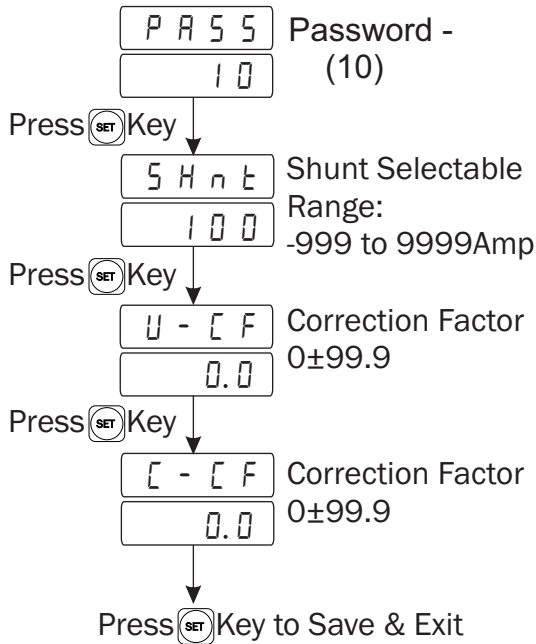 PASS
Password -
10
(10)
Press SET Key
SHnt
Shunt Selectable
Range:
100
-999 to 9999Amp
Press SET Key
U-CF
Correction Factor
0.0
0±99.9
Press SET Key
C-CF
Correction Factor
0.0
0±99.9
Press SET Key to Save & Exit